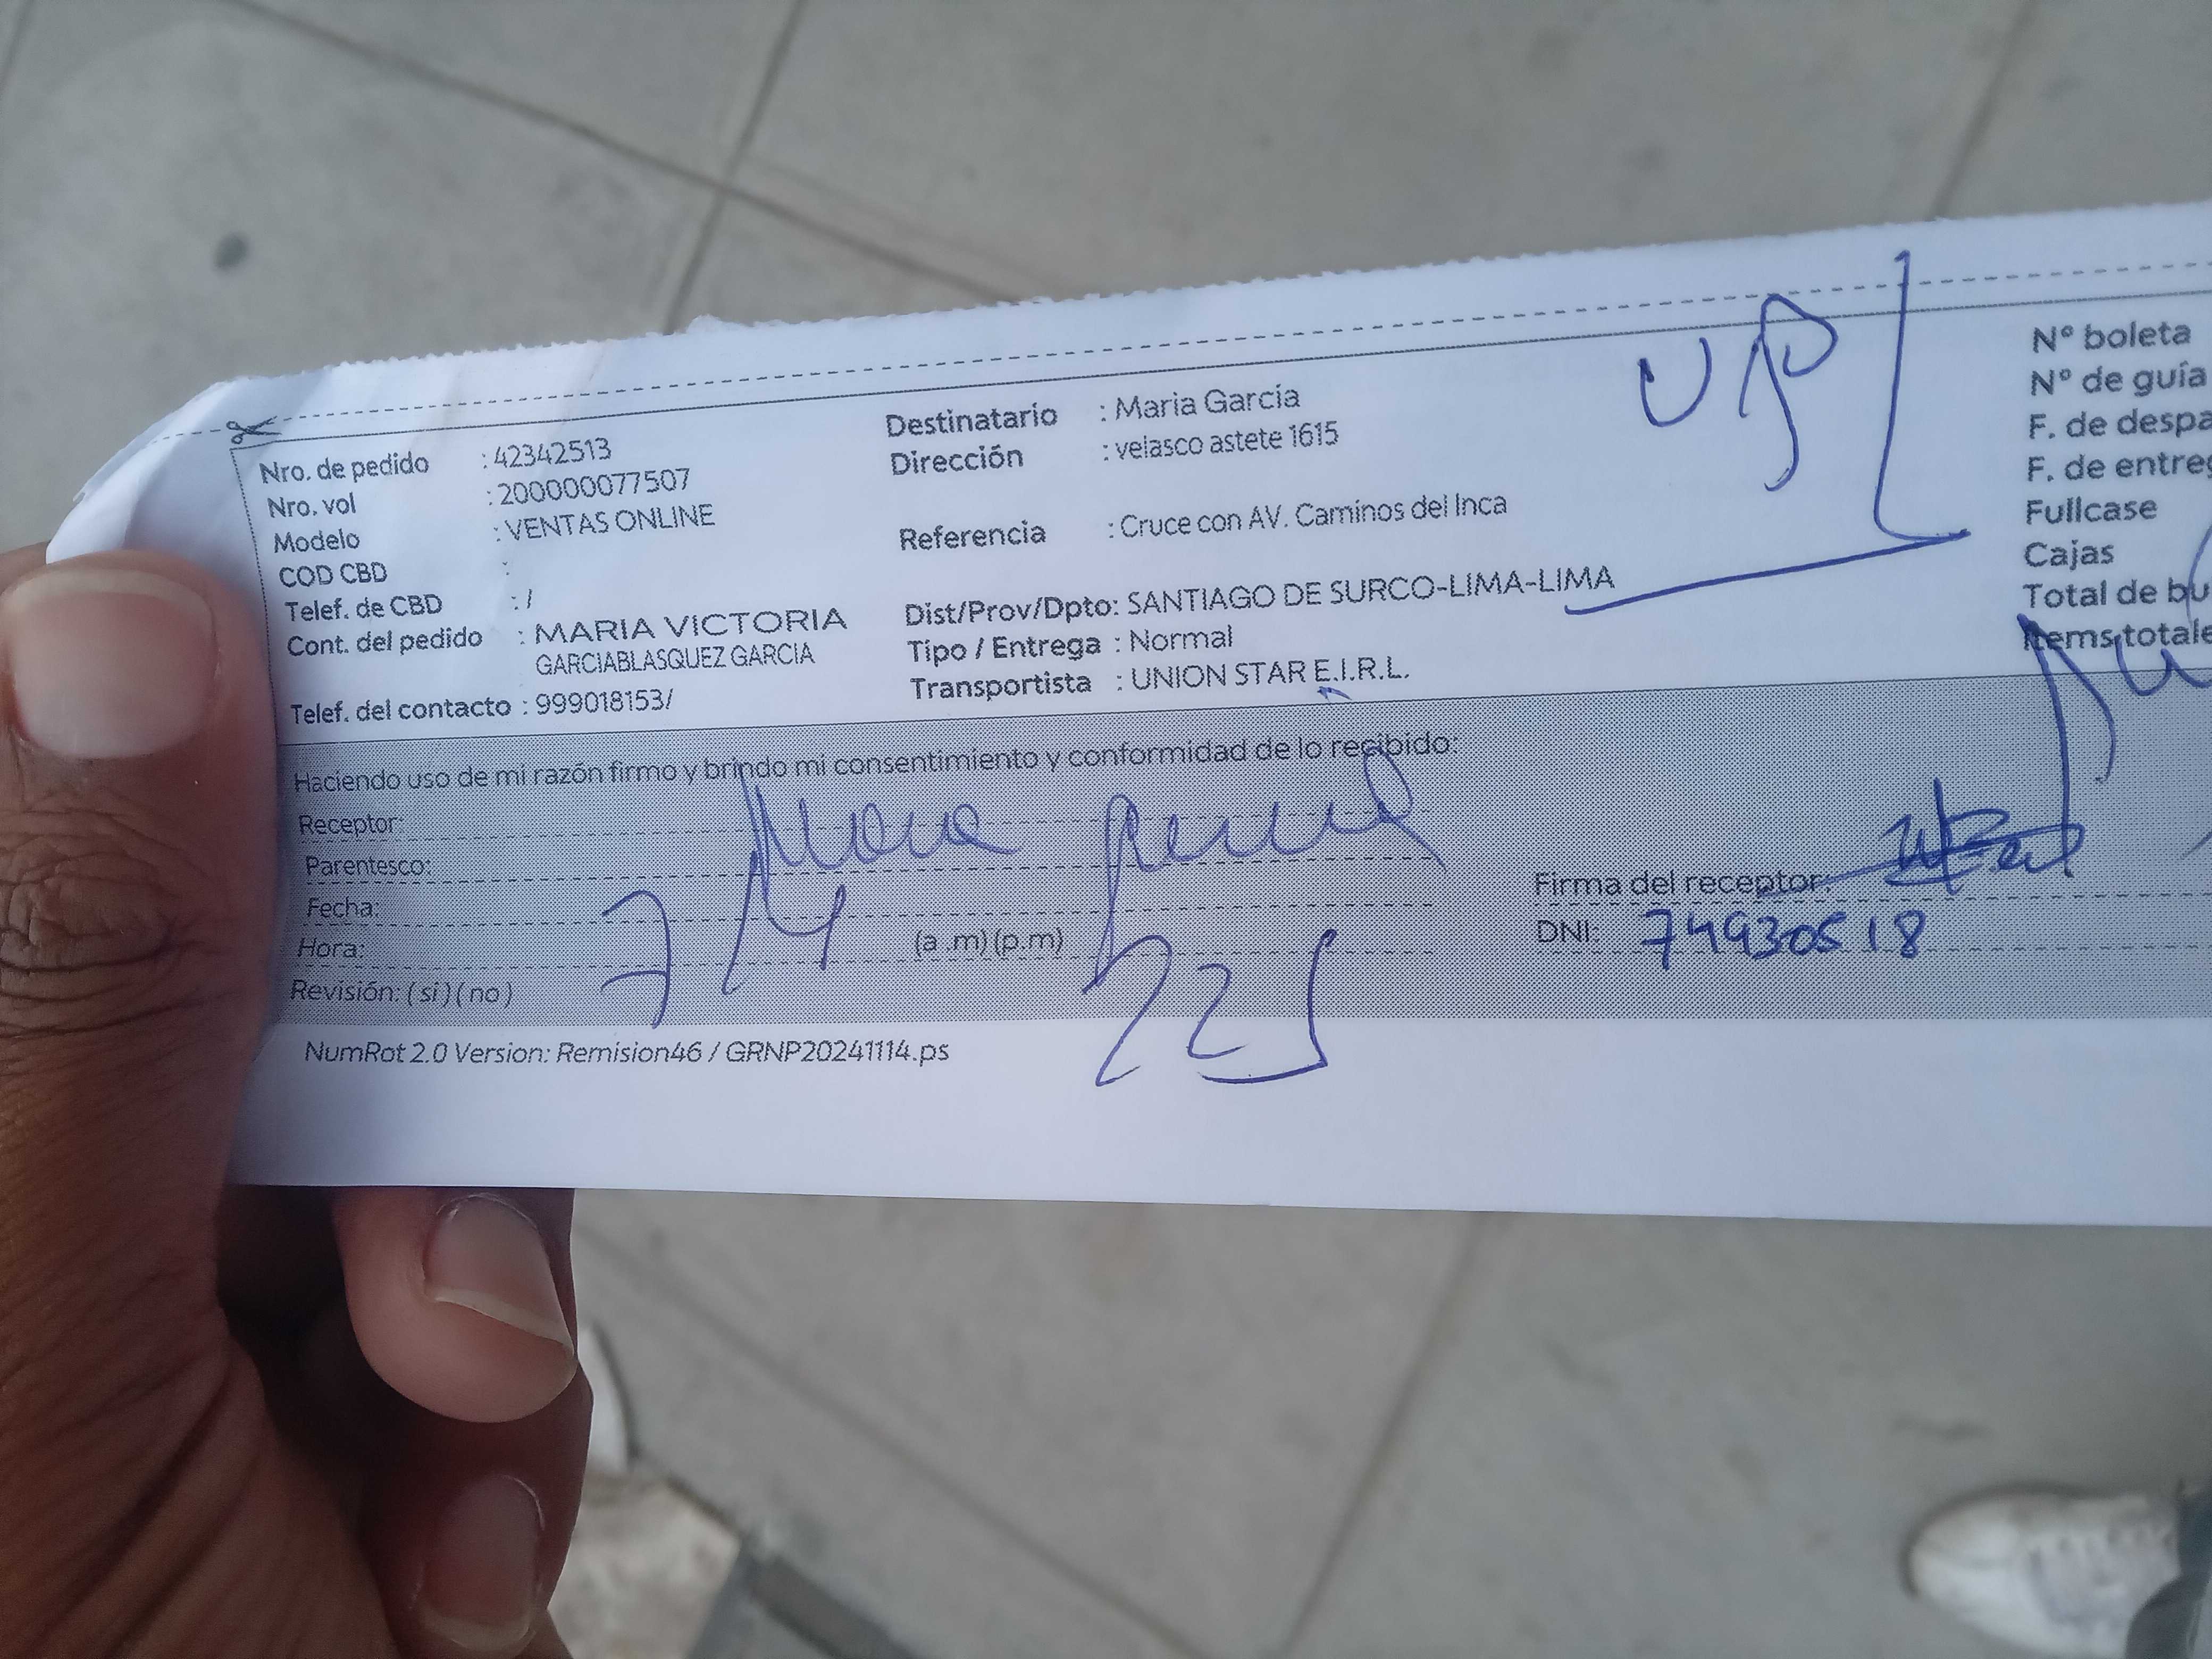 Nro. de pedido : 42342513
Nro. vol : 200000077507
Modelo : VENTAS ONLINE
COD CBD :
Telef. de CBD : /
Cont. del pedido : MARIA VICTORIA
GARCIABLASQUEZ GARCIA
Telef. del contacto : 999018153/
Destinatario : Maria García
Dirección : velasco astete 1615
Referencia : Cruce con AV. Caminos del Inca
Dist/Prov/Dpto: SANTIAGO DE SURCO-LIMA-LIMA
Tipo / Entrega : Normal
Transportista : UNION STAR E.I.R.L.
N° boleta
N° de guía
F. de despa
F. de entreg
Fullcase
Cajas
Total de bu
Items totale
Haciendo uso de mi razón firmo y brindo mi consentimiento y conformidad de lo recibido:
Receptor:
Parentesco:
Fecha:
Hora: (a .m) (p.m)
Revisión: ( si ) ( no )
Firma del receptor:
DNI: 74930518
NumRot 2.0 Version: Remision46 / GRNP20241114.ps